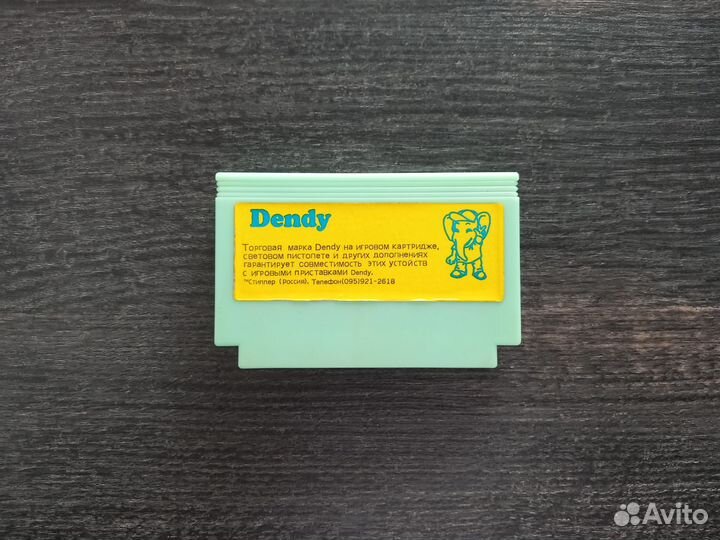 Dendy
Торговая марка Dendy на игровом картридже,
световом пистолете и других дополнениях
гарантирует совместимость этих устойств
с игровыми приставками Dendy.
™Стиплер (Россия). Телефон(095)921-2618
Avito